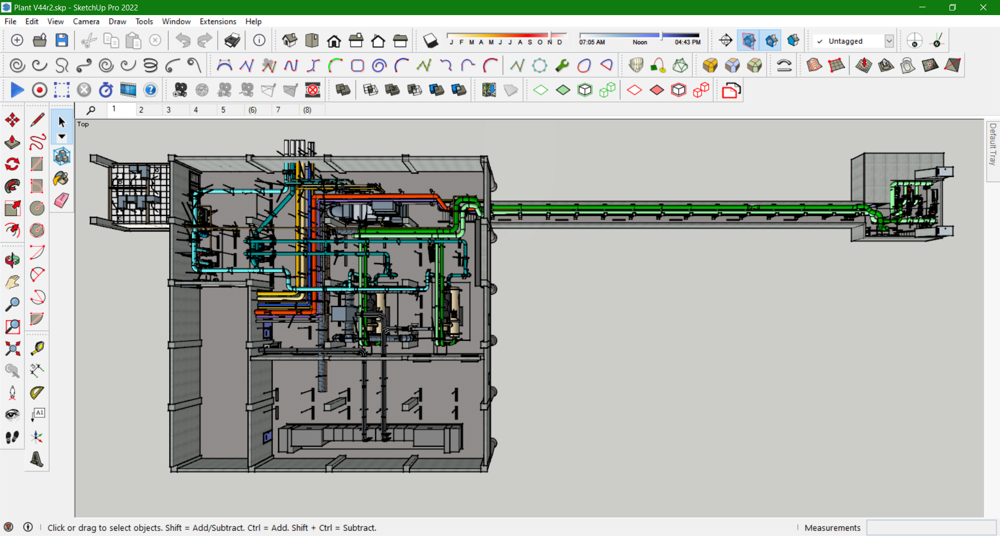 Plant V44r2.skp - SketchUp Pro 2022
File Edit View Camera Draw Tools Window Extensions Help
J F M A M J J A S O N D
07:05 AM Noon 04:43 PM
Untagged
1 2 3 4 5 (6) 7 (8)
Top
Default Tray
A1
Click or drag to select objects. Shift = Add/Subtract. Ctrl = Add. Shift + Ctrl = Subtract.
Measurements